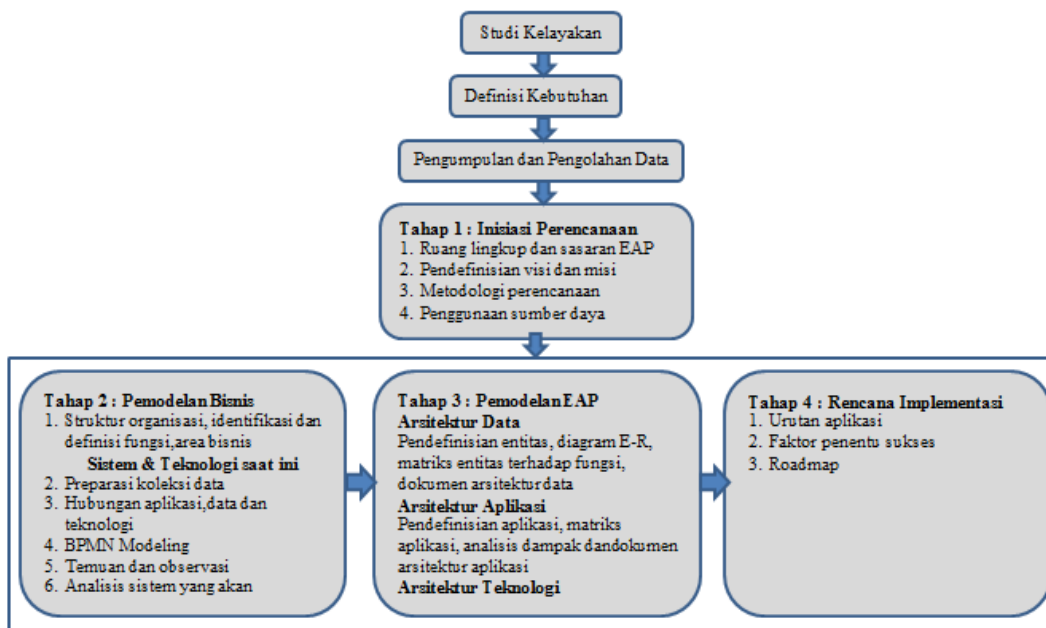 Studi Kelayakan
Definisi Kebutuhan
Pengumpulan dan Pengolahan Data
Tahap 1 : Inisiasi Perencanaan
1. Ruang lingkup dan sasaran EAP
2. Pendefinisian visi dan misi
3. Metodologi perencanaan
4. Penggunaan sumber daya
Tahap 2 : Pemodelan Bisnis
1. Struktur organisasi, identifikasi dan
definisi fungsi,area bisnis
Sistem & Teknologi saat ini
2. Preparasi koleksi data
3. Hubungan aplikasi,data dan
teknologi
4. BPMN Modeling
5. Temuan dan observasi
6. Analisis sistem yang akan
Tahap 3 : Pemodelan EAP
Arsitektur Data
Pendefinisian entitas, diagram E-R,
matriks entitas terhadap fungsi,
dokumen arsitektur data
Arsitektur Aplikasi
Pendefinisian aplikasi, matriks
aplikasi, analisis dampak dandokumen
arsitektur aplikasi
Arsitektur Teknologi
Tahap 4 : Rencana Implementasi
1. Urutan aplikasi
2. Faktor penentu sukses
3. Roadmap